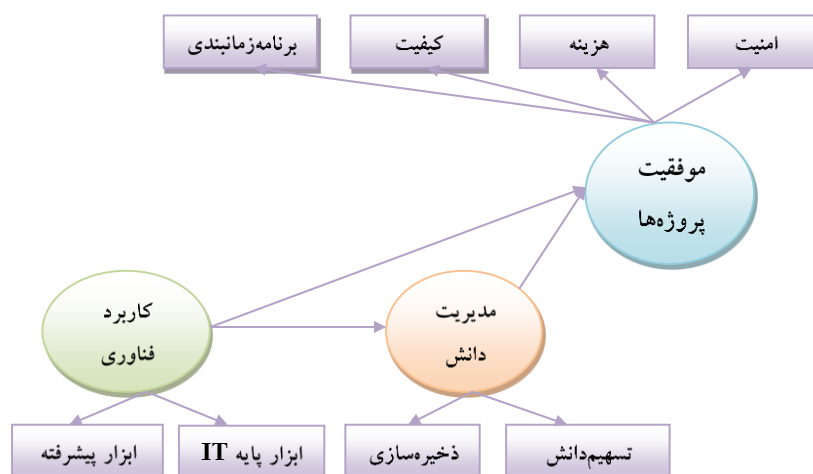 امنیت
هزینه
کیفیت
برنامه‌زمانبندی
موفقیت
پروژه‌ها
مدیریت
دانش
کاربرد
فناوری
تسهیم‌دانش
ذخیره‌سازی
ابزار پایه IT
ابزار پیشرفته